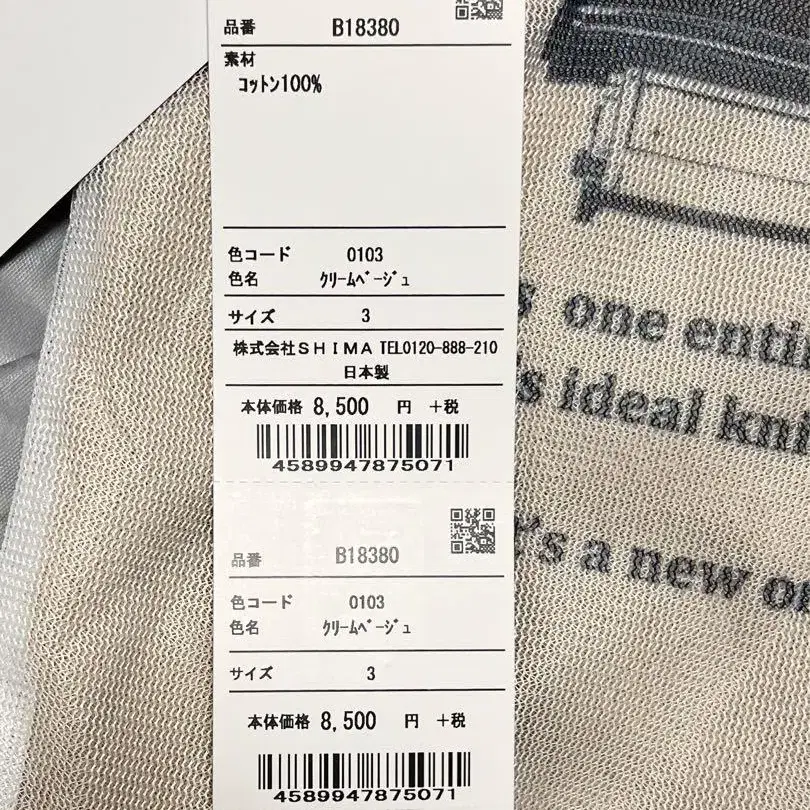 品番 B18380
素材
コットン100%
色コード 0103
色名 クリームベージュ
サイズ 3
株式会社SHIMA TEL0120-888-210
日本製
本体価格 8,500 円 +税
4589947875071
品番 B18380
色コード 0103
色名 クリームベージュ
サイズ 3
本体価格 8,500 円 +税
4589947875071
one
ideal
's a new